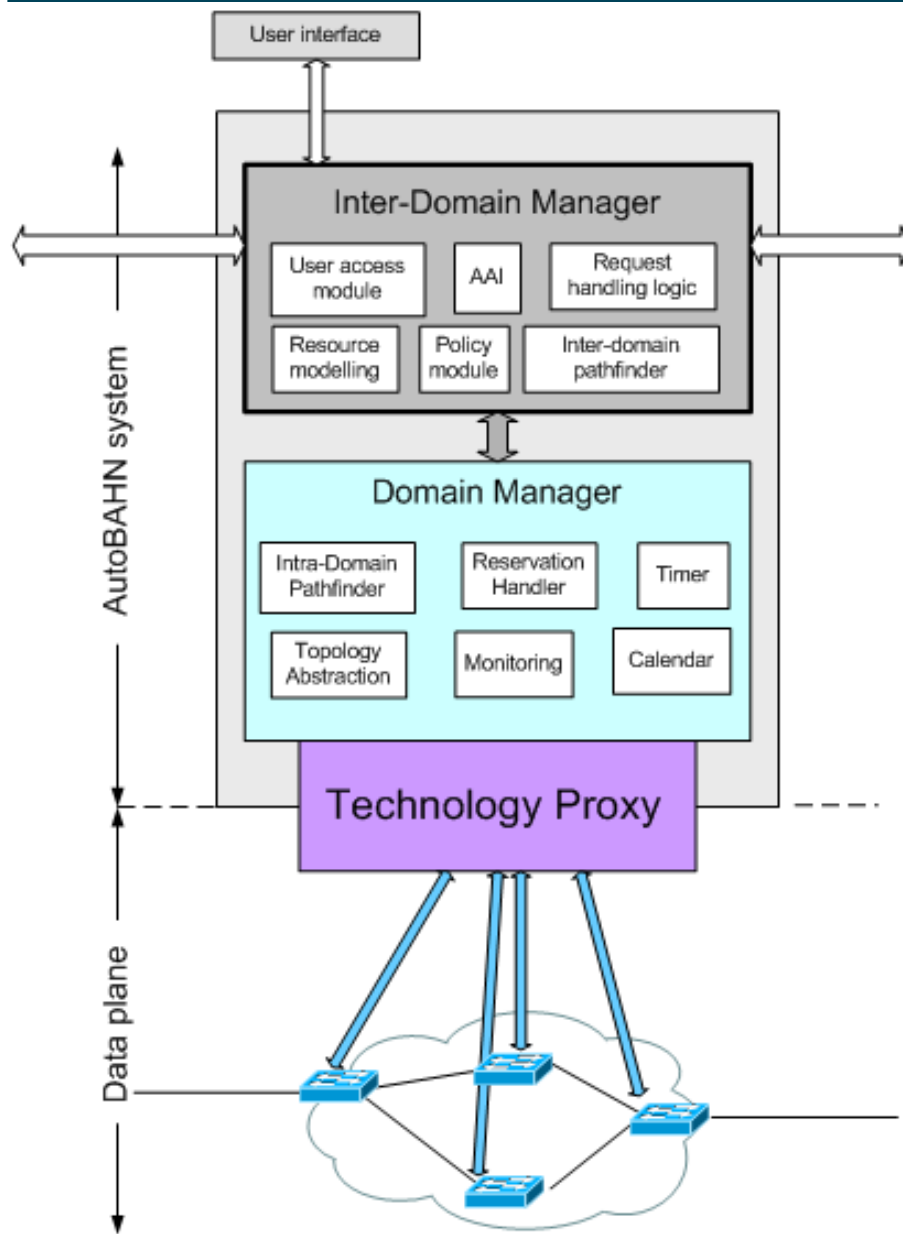 User interface
Inter-Domain Manager
User access
module
AAI
Request
handling logic
Resource
modelling
Policy
module
Inter-domain
pathfinder
AutoBAHN system
Domain Manager
Intra-Domain
Pathfinder
Reservation
Handler
Timer
Topology
Abstraction
Monitoring
Calendar
Technology Proxy
Data plane